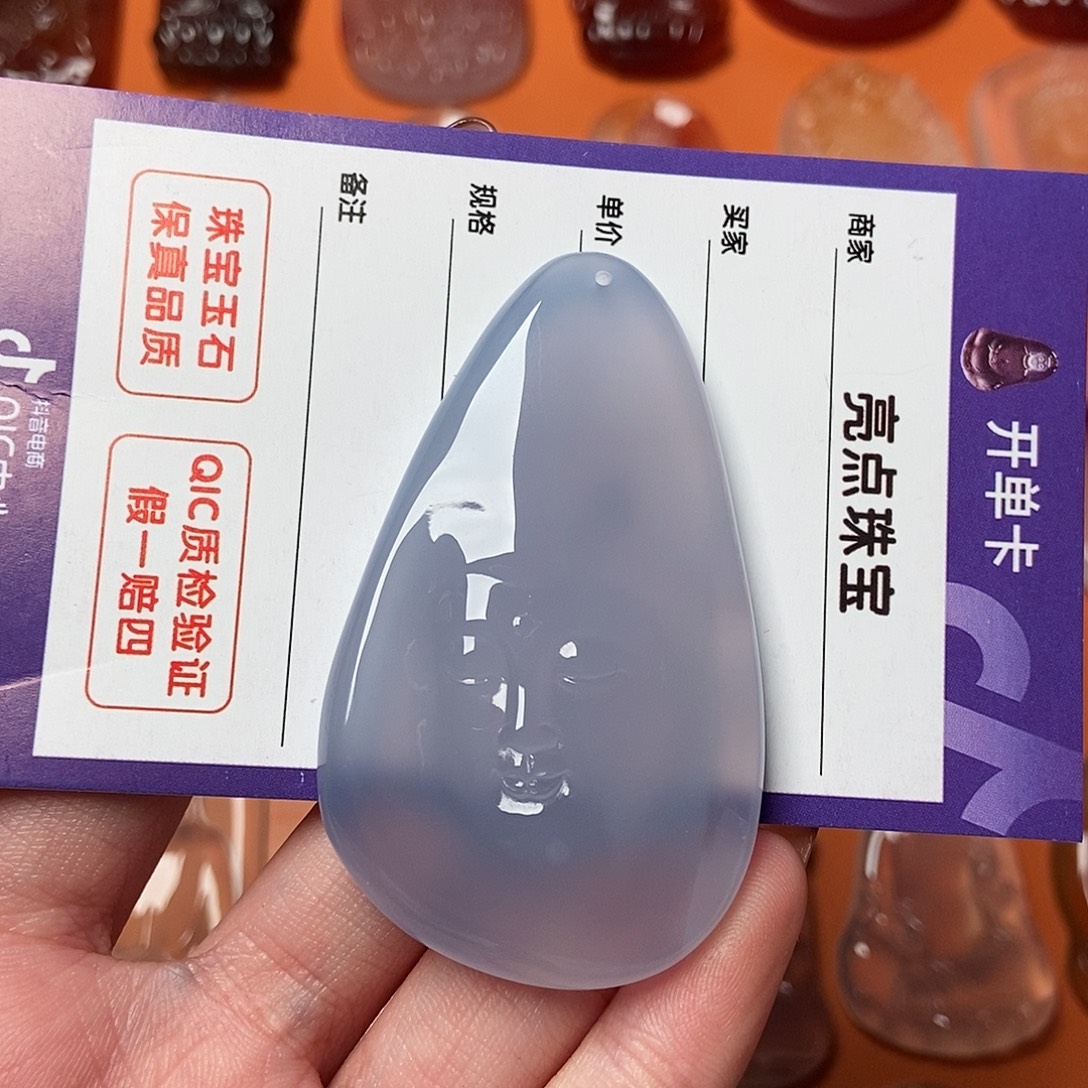 开单卡
商家 亮点珠宝
买家
单价
规格
备注
珠宝玉石
保真品质
QIC质检验证
假一赔四
抖音电商
QIC